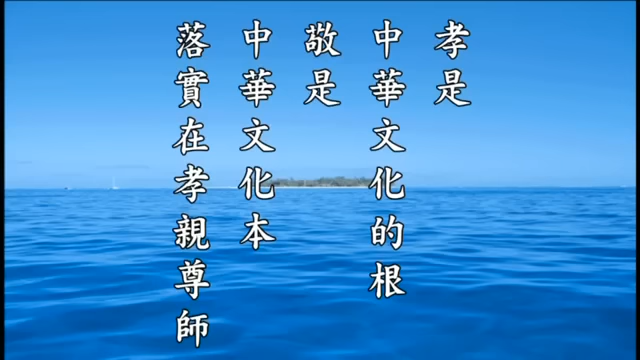 孝是
中華文化的根
敬是
中華文化本
落實在孝親尊師